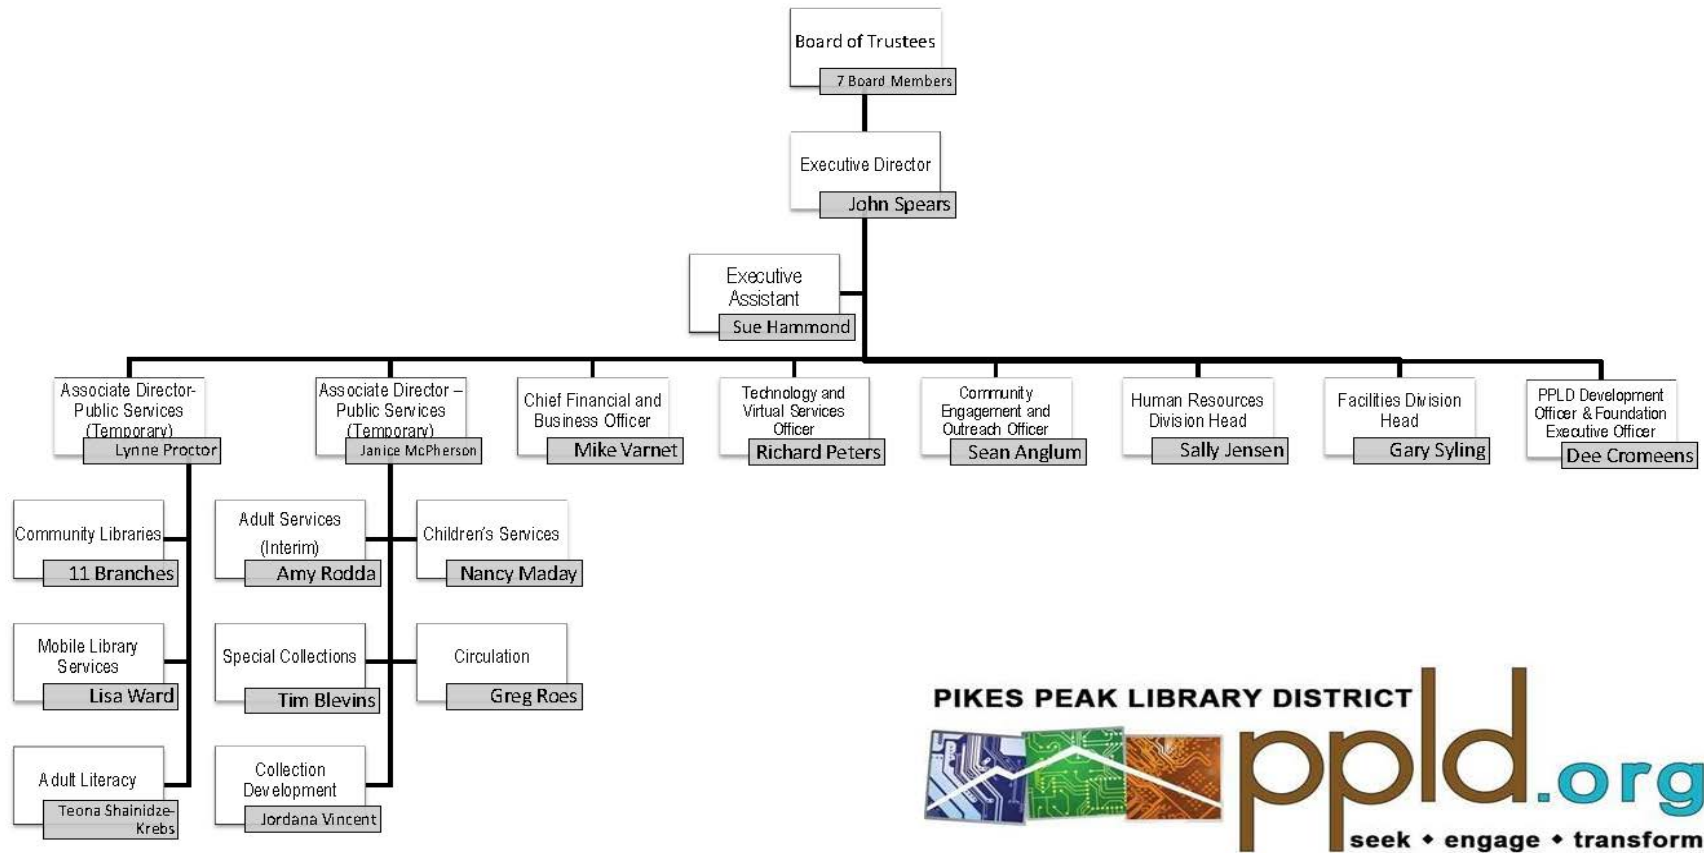 Board of Trustees
7 Board Members
Executive Director
John Spears
Executive
Assistant
Sue Hammond
Associate Director-
Public Services
(Temporary)
Lynne Proctor
Associate Director –
Public Services
(Temporary)
Janice McPherson
Chief Financial and
Business Officer
Mike Varnet
Technology and
Virtual Services
Officer
Richard Peters
Community
Engagement and
Outreach Officer
Sean Anglum
Human Resources
Division Head
Sally Jensen
Facilities Division
Head
Gary Syling
PPLD Development
Officer & Foundation
Executive Officer
Dee Cromeens
Community Libraries
11 Branches
Adult Services
(Interim)
Amy Rodda
Children's Services
Nancy Maday
Mobile Library
Services
Lisa Ward
Special Collections
Tim Blevins
Circulation
Greg Roes
Adult Literacy
Teona Shainidze-
Krebs
Collection
Development
Jordana Vincent
PIKES PEAK LIBRARY DISTRICT
ppld.org
seek • engage • transform